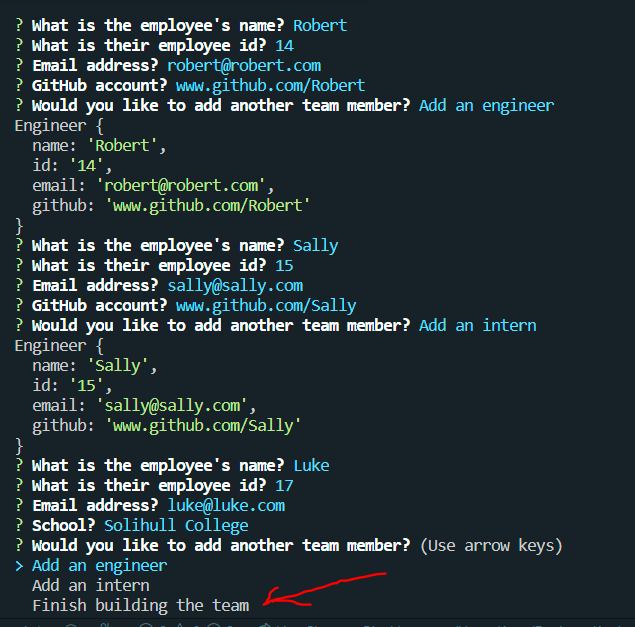 ? What is the employee's name? Robert
? What is their employee id? 14
? Email address? robert@robert.com
? GitHub account? www.github.com/Robert
? Would you like to add another team member? Add an engineer
Engineer {
  name: 'Robert',
  id: '14',
  email: 'robert@robert.com',
  github: 'www.github.com/Robert'
}
? What is the employee's name? Sally
? What is their employee id? 15
? Email address? sally@sally.com
? GitHub account? www.github.com/Sally
? Would you like to add another team member? Add an intern
Engineer {
  name: 'Sally',
  id: '15',
  email: 'sally@sally.com',
  github: 'www.github.com/Sally'
}
? What is the employee's name? Luke
? What is their employee id? 17
? Email address? luke@luke.com
? School? Solihull College
? Would you like to add another team member? (Use arrow keys)
> Add an engineer
  Add an intern
  Finish building the team